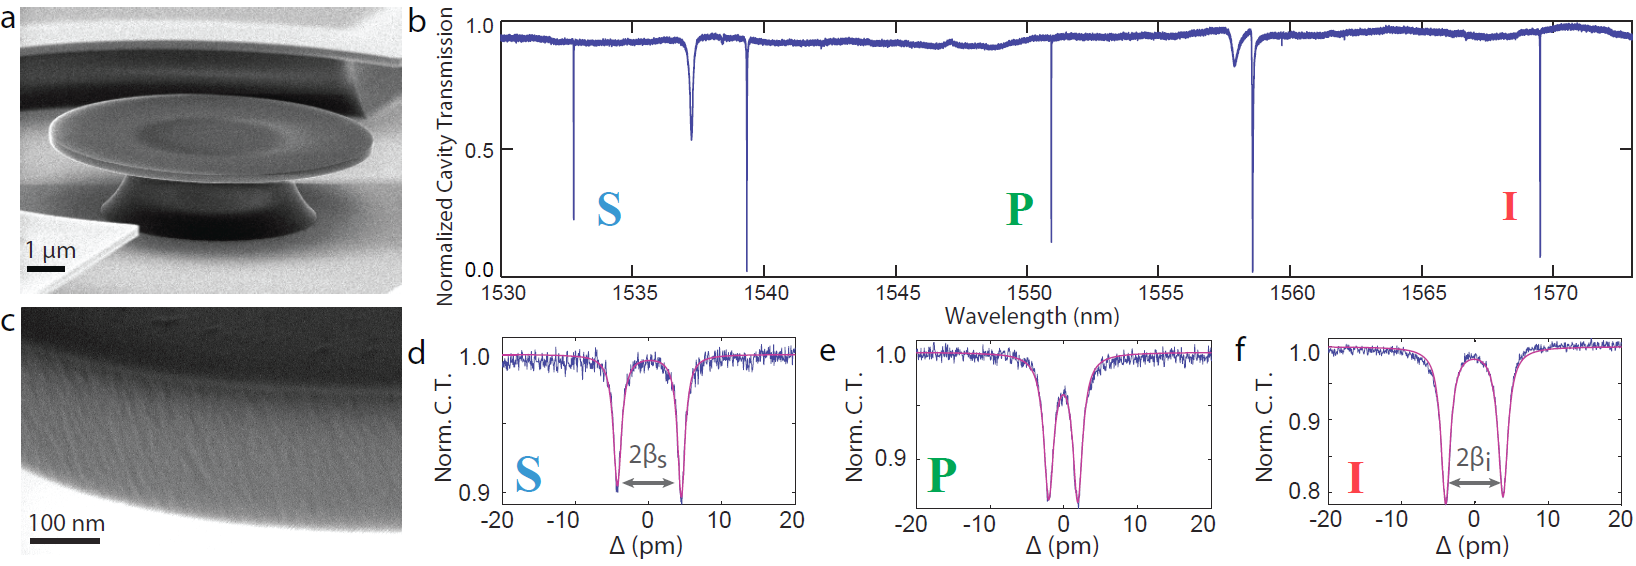 a
1 μm
b
Normalized Cavity Transmission
1.0
0.5
0.0
S
P
I
1530 1535 1540 1545 1550 1555 1560 1565 1570
Wavelength (nm)
c
100 nm
d
Norm. C. T.
1.0
0.9
S
2βs
-20 -10 0 10 20
Δ (pm)
e
Norm. C. T.
1.0
0.9
P
-20 -10 0 10 20
Δ (pm)
f
Norm. C. T.
1.0
0.9
0.8
I
2βi
-20 -10 0 10 20
Δ (pm)